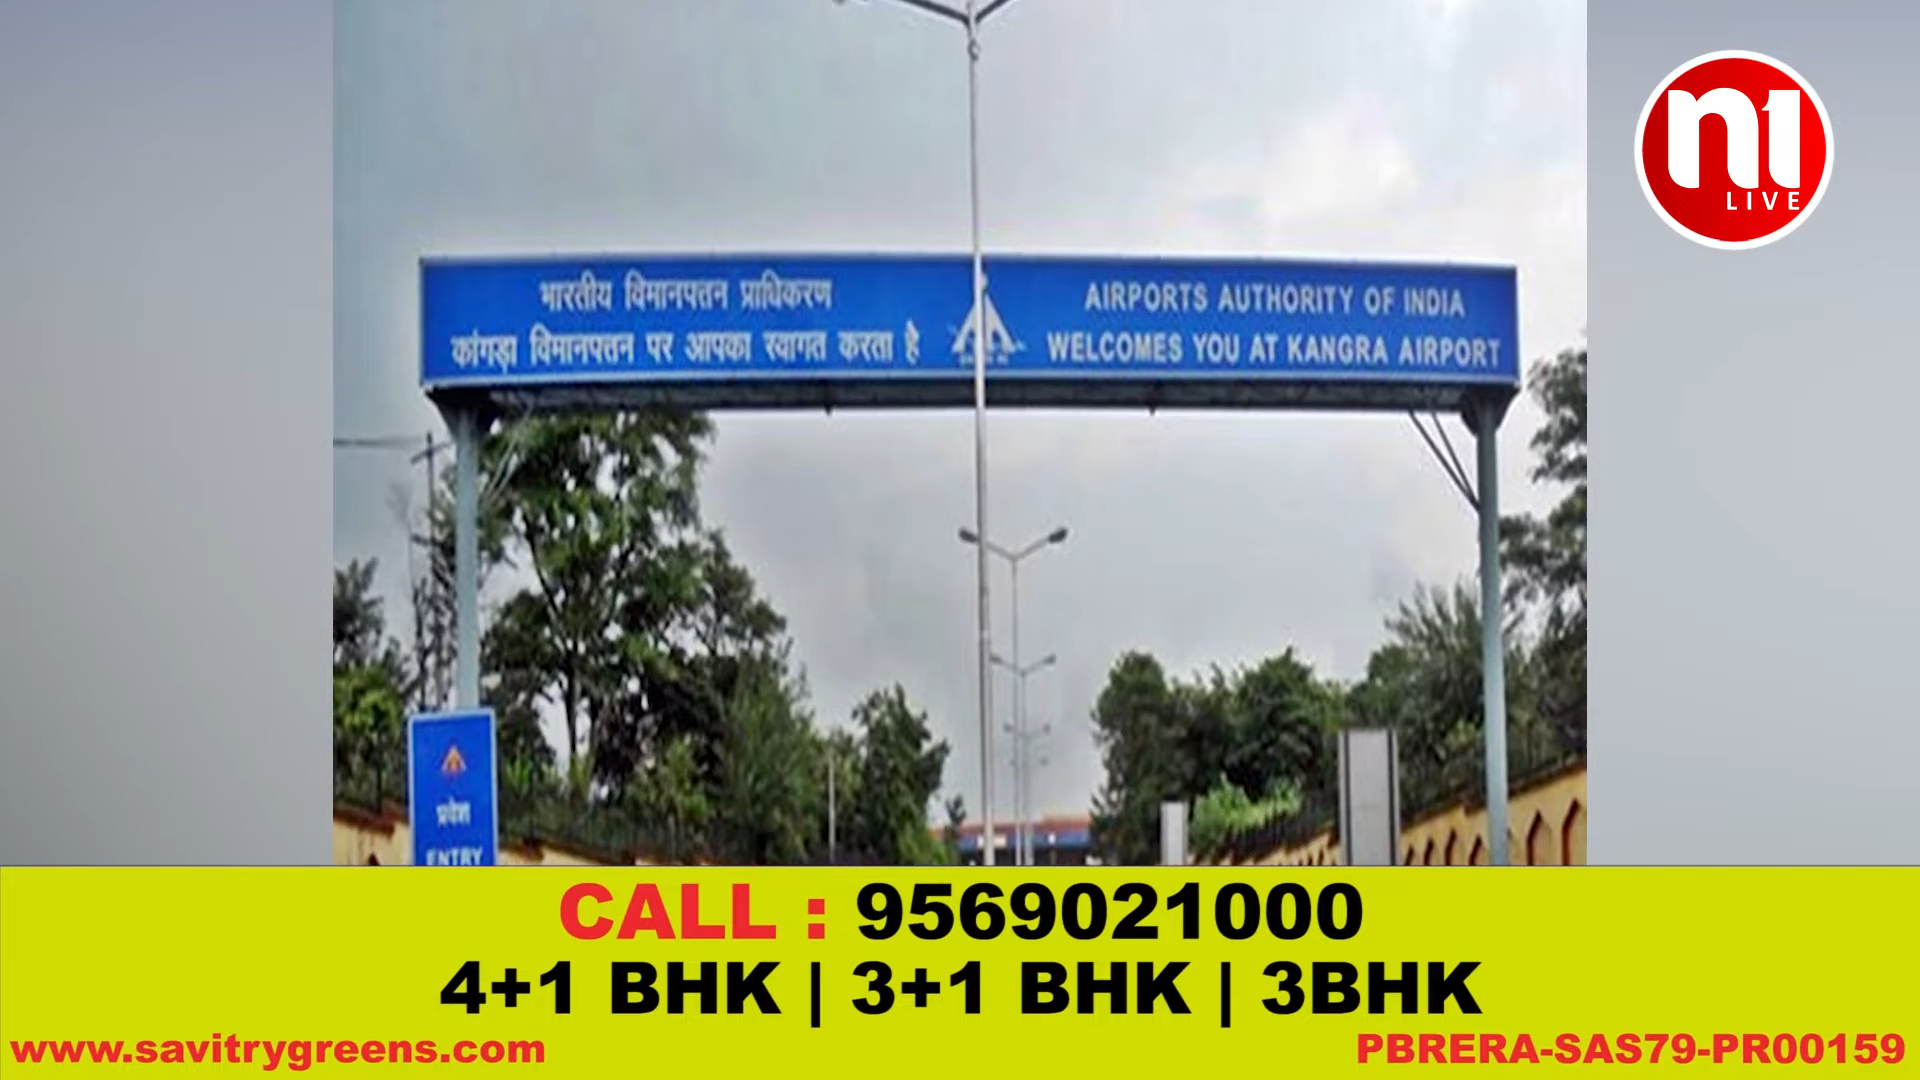 n1
LIVE
भारतीय विमानपत्तन प्राधिकरण
कांगड़ा विमानपत्तन पर आपका स्वागत करता है
AIRPORTS AUTHORITY OF INDIA
WELCOMES YOU AT KANGRA AIRPORT
प्रवेश
ENTRY
CALL : 9569021000
4+1 BHK | 3+1 BHK | 3BHK
www.savitrygreens.com
PBRERA-SAS79-PR00159